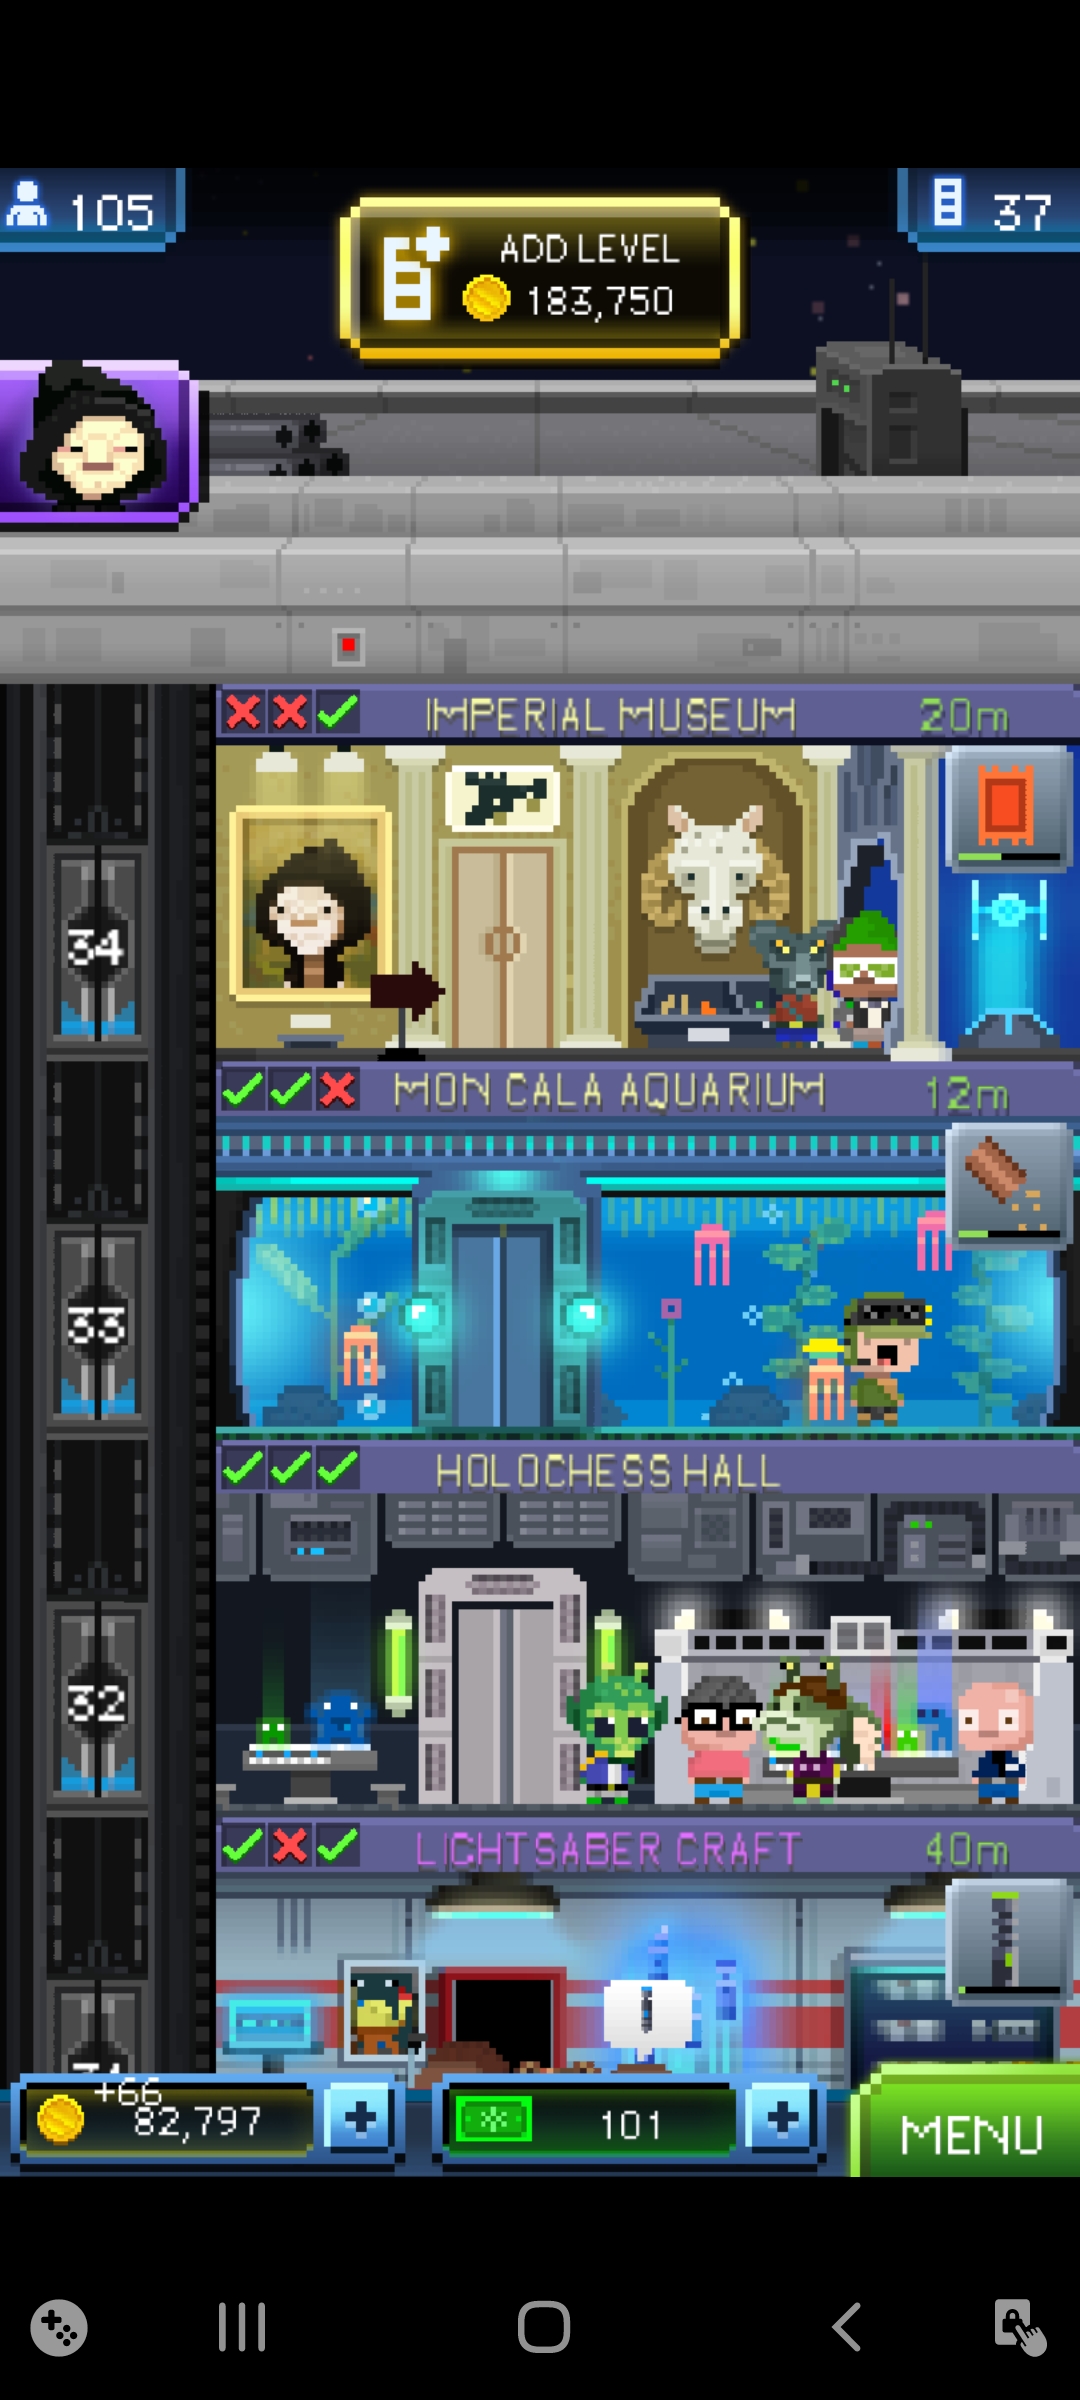 105
ADD LEVEL
183,750
37
IMPERIAL MUSEUM 20m
34
MON CALA AQUARIUM 12m
33
HOLOCHESS HALL
32
LIGHTSABER CRAFT 40m
+66
82,797
101
MENU